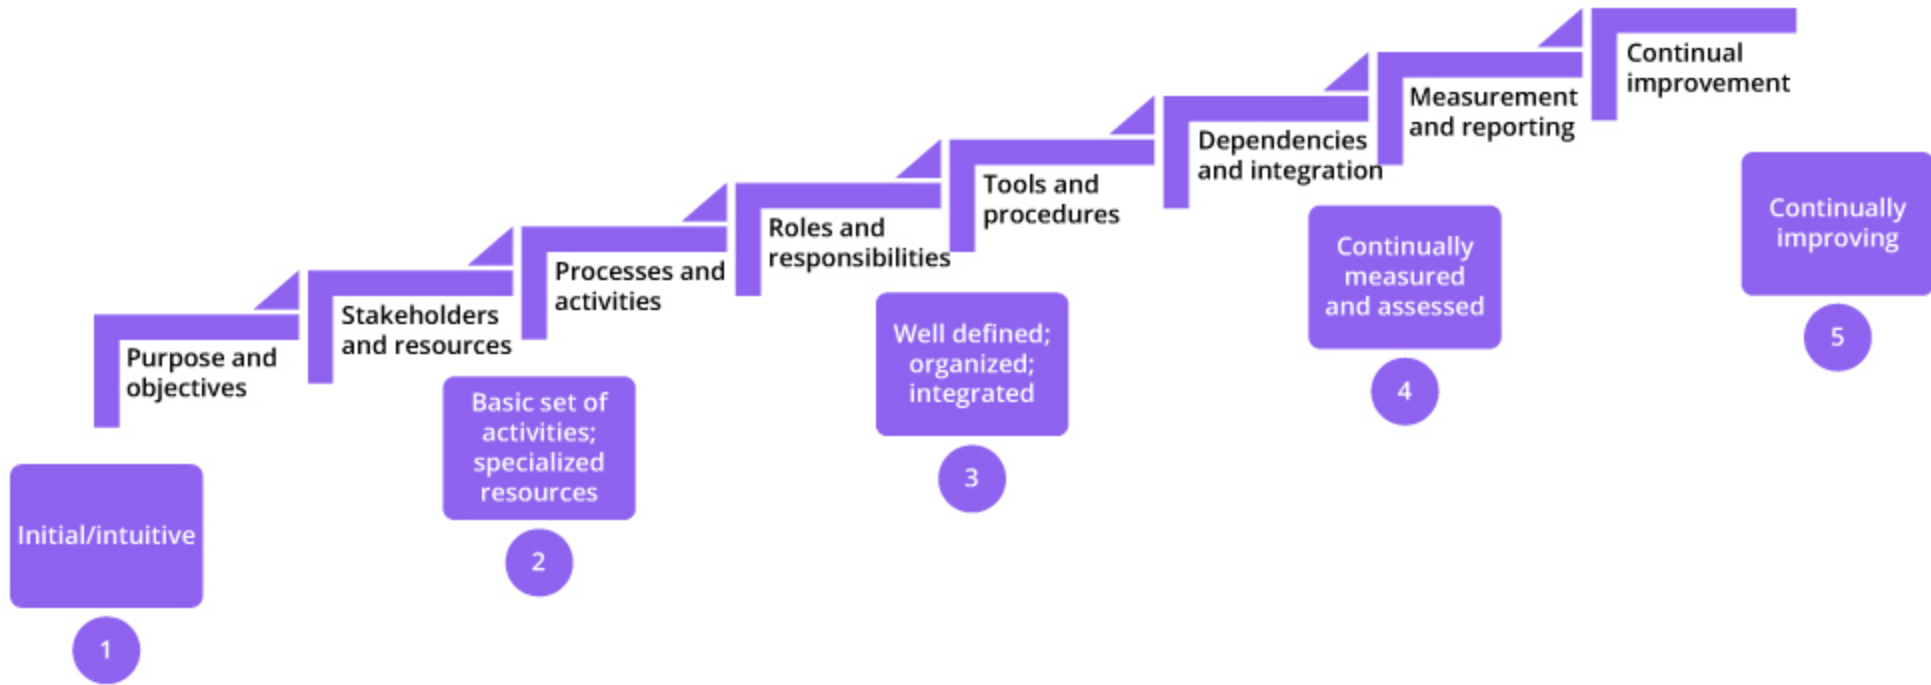 Purpose and
objectives
Stakeholders
and resources
Processes and
activities
Roles and
responsibilities
Tools and
procedures
Dependencies
and integration
Measurement
and reporting
Continual
improvement
Initial/intuitive
1
Basic set of
activities;
specialized
resources
2
Well defined;
organized;
integrated
3
Continually
measured
and assessed
4
Continually
improving
5